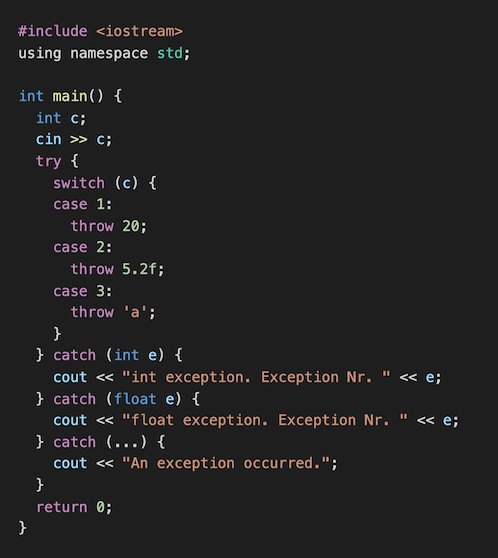 #include <iostream>
using namespace std;

int main() {
  int c;
  cin >> c;
  try {
    switch (c) {
    case 1:
      throw 20;
    case 2:
      throw 5.2f;
    case 3:
      throw 'a';
    }
  } catch (int e) {
    cout << "int exception. Exception Nr. " << e;
  } catch (float e) {
    cout << "float exception. Exception Nr. " << e;
  } catch (...) {
    cout << "An exception occurred.";
  }
  return 0;
}